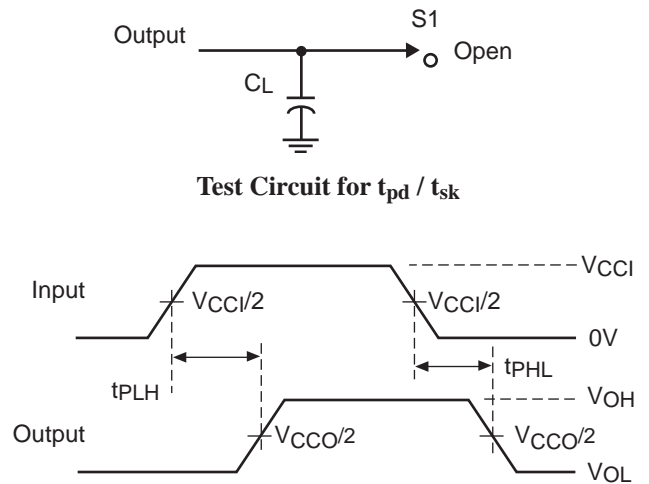 S1
Output
Open
CL
Test Circuit for tpd / tsk
VCCI
Input
VCCI/2
VCCI/2
0V
tPLH
tPHL
VOH
Output
VCCO/2
VCCO/2
VOL